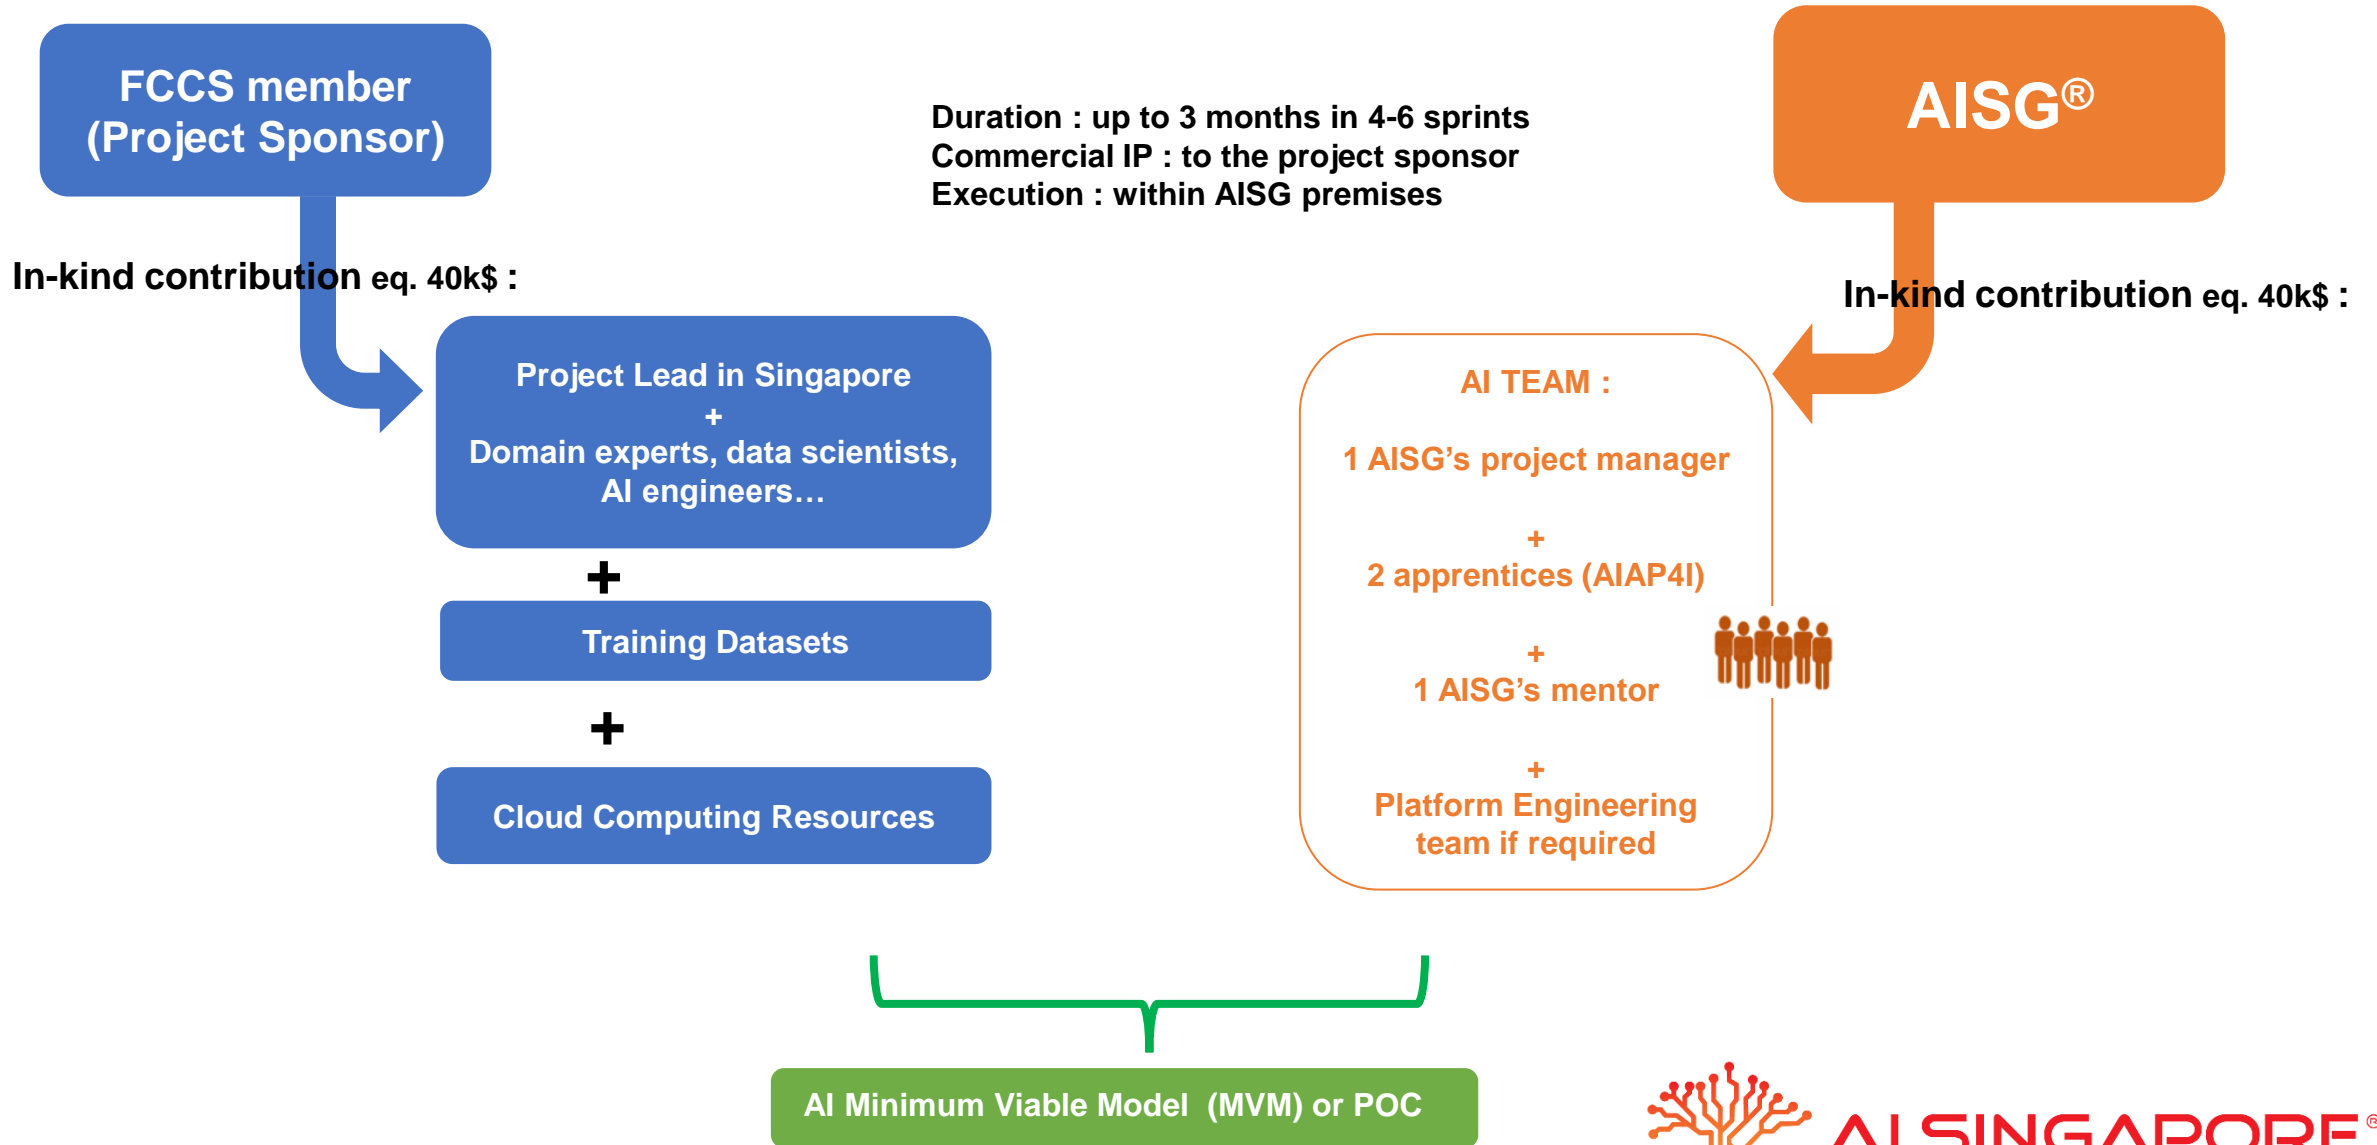 FCCS member
(Project Sponsor)
AISG®
Duration : up to 3 months in 4-6 sprints
Commercial IP : to the project sponsor
Execution : within AISG premises
In-kind contribution eq. 40k$ :
In-kind contribution eq. 40k$ :
Project Lead in Singapore
+
Domain experts, data scientists,
AI engineers…
+
Training Datasets
+
Cloud Computing Resources
AI TEAM :
1 AISG’s project manager
+
2 apprentices (AIAP4I)
+
1 AISG’s mentor
+
Platform Engineering
team if required
AI Minimum Viable Model (MVM) or POC
AI SINGAPORE®